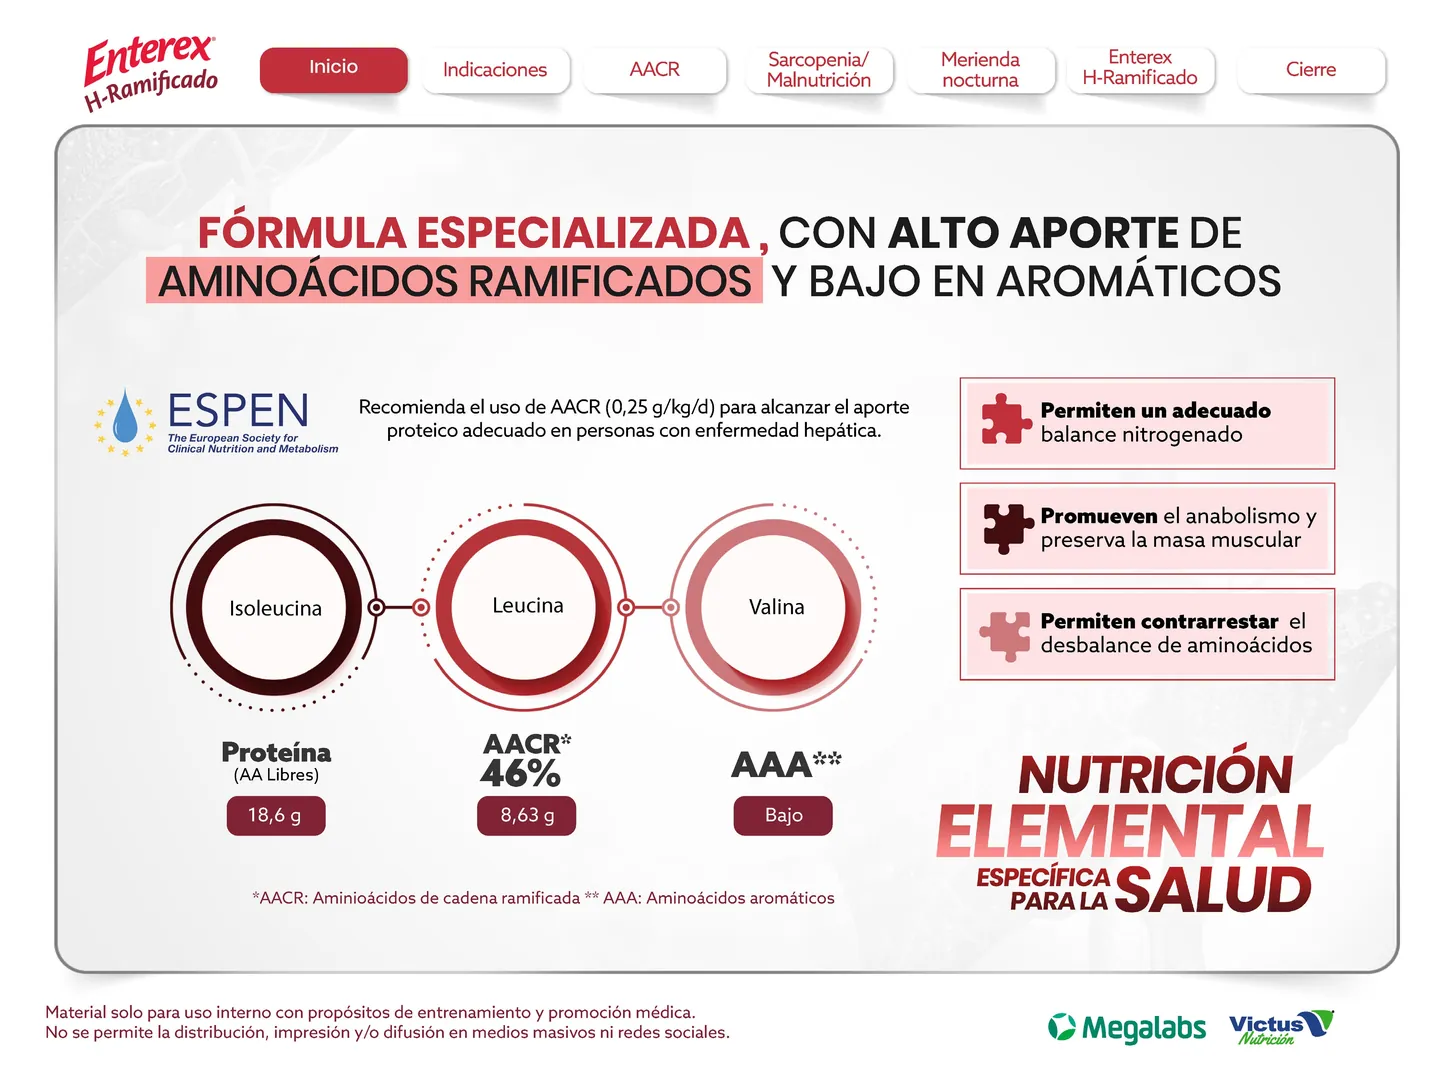 Enterex®
H-Ramificado
Inicio
Indicaciones
AACR
Sarcopenia/
Malnutrición
Merienda
nocturna
Enterex
H-Ramificado
Cierre
FÓRMULA ESPECIALIZADA , CON ALTO APORTE DE
AMINOÁCIDOS RAMIFICADOS Y BAJO EN AROMÁTICOS
ESPEN
The European Society for
Clinical Nutrition and Metabolism
Recomienda el uso de AACR (0,25 g/kg/d) para alcanzar el aporte
proteico adecuado en personas con enfermedad hepática.
Isoleucina
Leucina
Valina
Proteína
(AA Libres)
18,6 g
AACR*
46%
8,63 g
AAA**
Bajo
*AACR: Aminioácidos de cadena ramificada ** AAA: Aminoácidos aromáticos
Permiten un adecuado
balance nitrogenado
Promueven el anabolismo y
preserva la masa muscular
Permiten contrarrestar el
desbalance de aminoácidos
NUTRICIÓN
ELEMENTAL
ESPECÍFICA
PARA LA SALUD
Material solo para uso interno con propósitos de entrenamiento y promoción médica.
No se permite la distribución, impresión y/o difusión en medios masivos ni redes sociales.
Megalabs
Victus
Nutrición